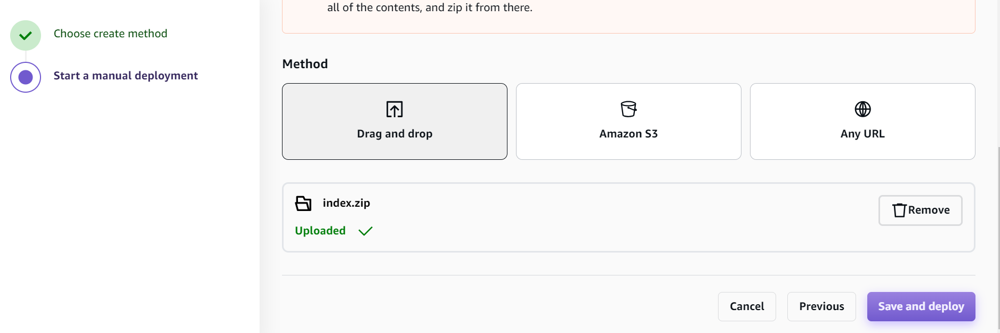 Choose create method
Start a manual deployment
all of the contents, and zip it from there.
Method
Drag and drop
Amazon S3
Any URL
index.zip
Uploaded
Remove
Cancel
Previous
Save and deploy